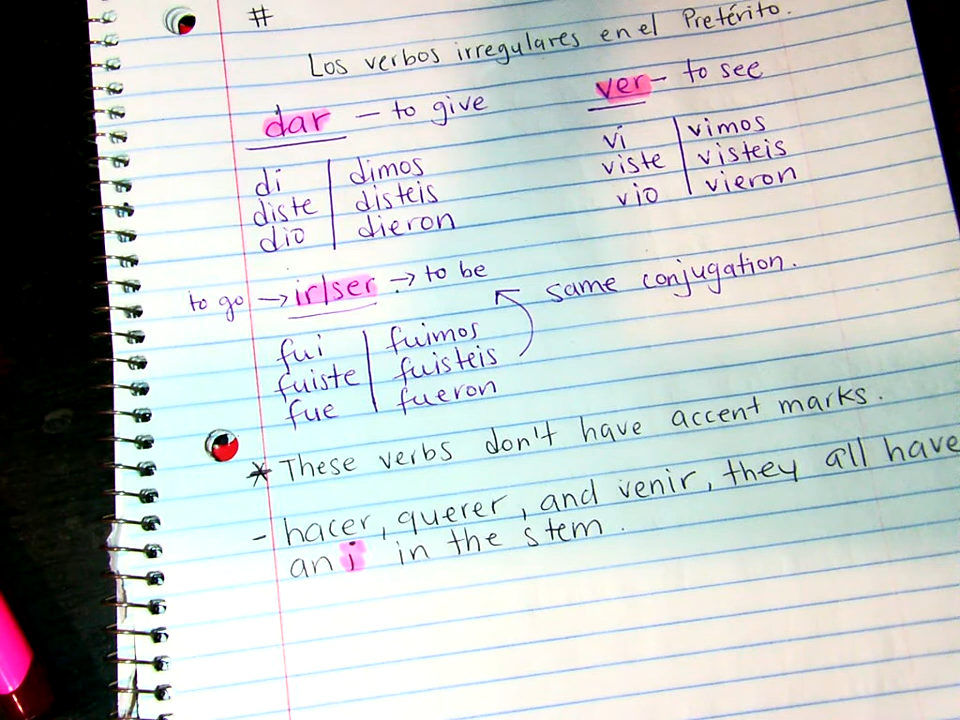 #
Los verbos irregulares en el Pretérito.
dar – to give
di | dimos
diste | disteis
dio | dieron
ver – to see
vi | vimos
viste | visteis
vio | vieron
to go → ir/ser → to be
same conjugation.
fui | fuimos
fuiste | fuisteis
fue | fueron
* These verbs don't have accent marks.
- hacer, querer, and venir, they all have
an i in the stem.